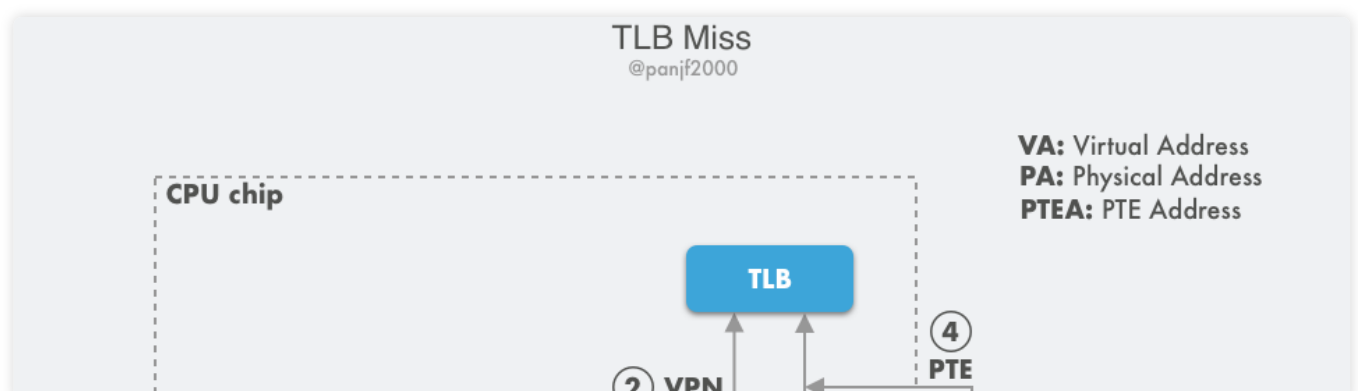 TLB Miss
@panjf2000
VA: Virtual Address
PA: Physical Address
PTEA: PTE Address
CPU chip
TLB
4
PTE
2 VPN